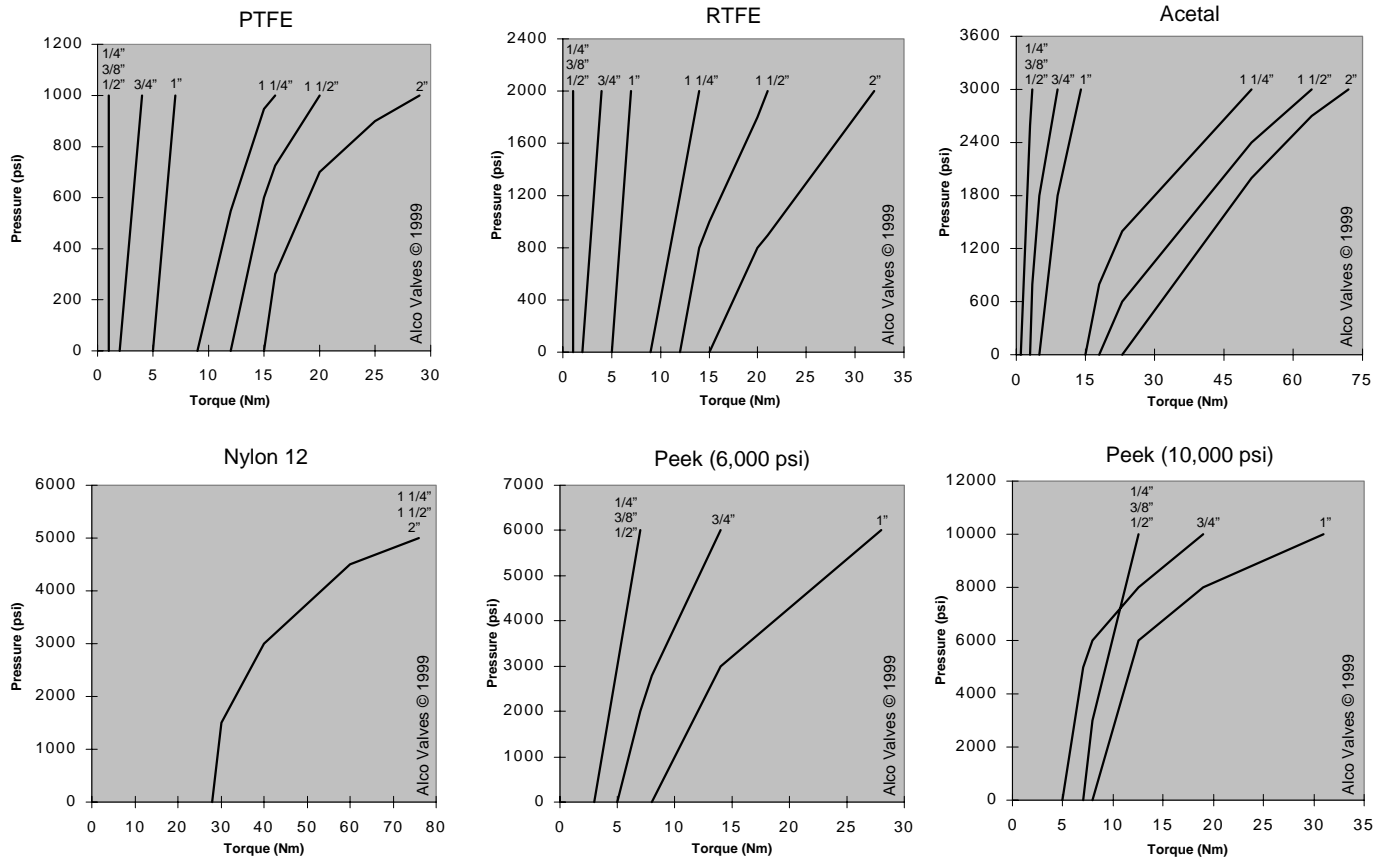 PTFE
Pressure (psi)
1200
1000
800
600
400
200
0
1/4”
3/8”
1/2” 3/4” 1” 1 1/4” 1 1/2” 2”
Alco Valves © 1999
0 5 10 15 20 25 30
Torque (Nm)
RTFE
Pressure (psi)
2400
2000
1600
1200
800
400
0
1/4”
3/8”
1/2” 3/4” 1” 1 1/4” 1 1/2” 2”
Alco Valves © 1999
0 5 10 15 20 25 30 35
Torque (Nm)
Acetal
Pressure (psi)
3600
3000
2400
1800
1200
600
0
1/4”
3/8”
1/2” 3/4” 1” 1 1/4” 1 1/2” 2”
Alco Valves © 1999
0 15 30 45 60 75
Torque (Nm)
Nylon 12
Pressure (psi)
6000
5000
4000
3000
2000
1000
0
1 1/4”
1 1/2”
2”
Alco Valves © 1999
0 10 20 30 40 50 60 70 80
Torque (Nm)
Peek (6,000 psi)
Pressure (psi)
7000
6000
5000
4000
3000
2000
1000
0
1/4”
3/8”
1/2” 3/4” 1”
Alco Valves © 1999
0 5 10 15 20 25 30
Torque (Nm)
Peek (10,000 psi)
Pressure (psi)
12000
10000
8000
6000
4000
2000
0
1/4”
3/8”
1/2” 3/4” 1”
Alco Valves © 1999
0 5 10 15 20 25 30 35
Torque (Nm)